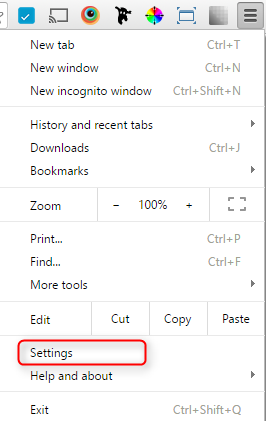 New tab Ctrl+T
New window Ctrl+N
New incognito window Ctrl+Shift+N
History and recent tabs
Downloads Ctrl+J
Bookmarks
Zoom − 100% +
Print... Ctrl+P
Find... Ctrl+F
More tools
Edit Cut Copy Paste
Settings
Help and about
Exit Ctrl+Shift+Q